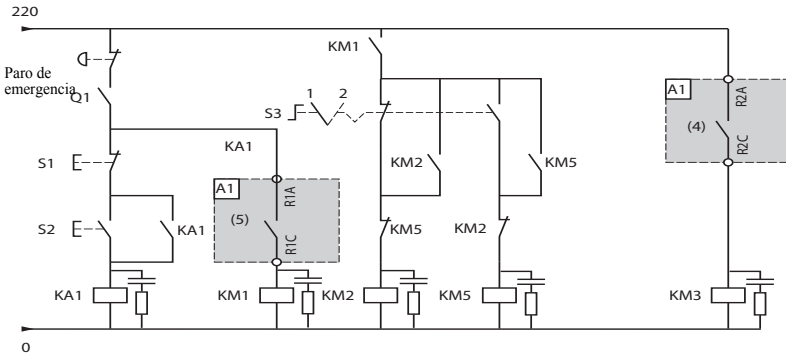 220
KM1
Paro de
emergencia
Q1
S3
1
2
A1
R2A
(4)
R2C
KA1
S1
KM2
KM5
A1
R1A
(5)
R1C
S2
KA1
KM5
KM2
KA1
KM1
KM2
KM5
KM3
0